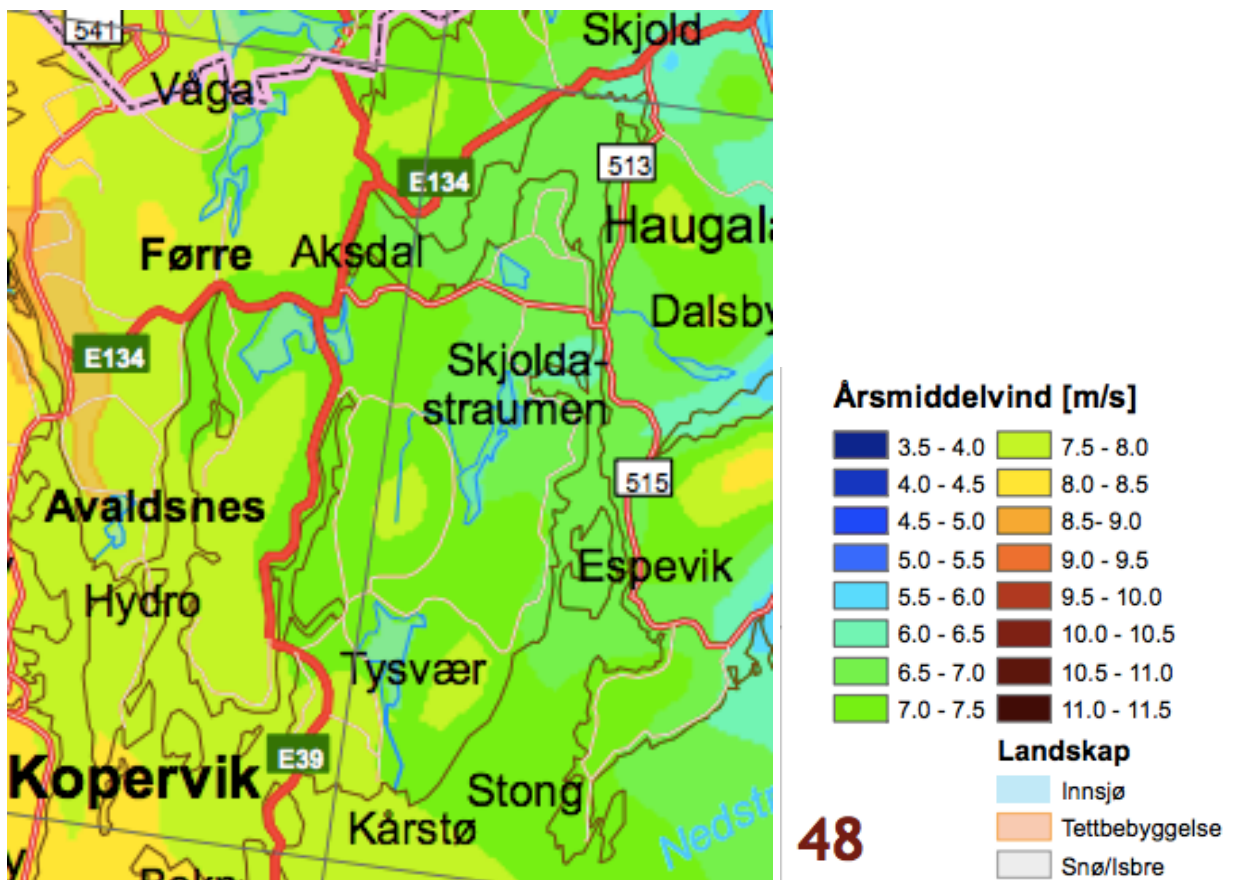 541
Skjold
Våga
513
E134
Haugal
Førre
Aksdal
Dalsby
E134
Skjolda-
straumen
515
Avaldsnes
Espevik
Hydro
Tysvær
E39
Kopervik
Stong
Kårstø
Nedst
Årsmiddelvind [m/s]
3.5 - 4.0 7.5 - 8.0
4.0 - 4.5 8.0 - 8.5
4.5 - 5.0 8.5- 9.0
5.0 - 5.5 9.0 - 9.5
5.5 - 6.0 9.5 - 10.0
6.0 - 6.5 10.0 - 10.5
6.5 - 7.0 10.5 - 11.0
7.0 - 7.5 11.0 - 11.5
Landskap
Innsjø
Tettbebyggelse
Snø/Isbre
48